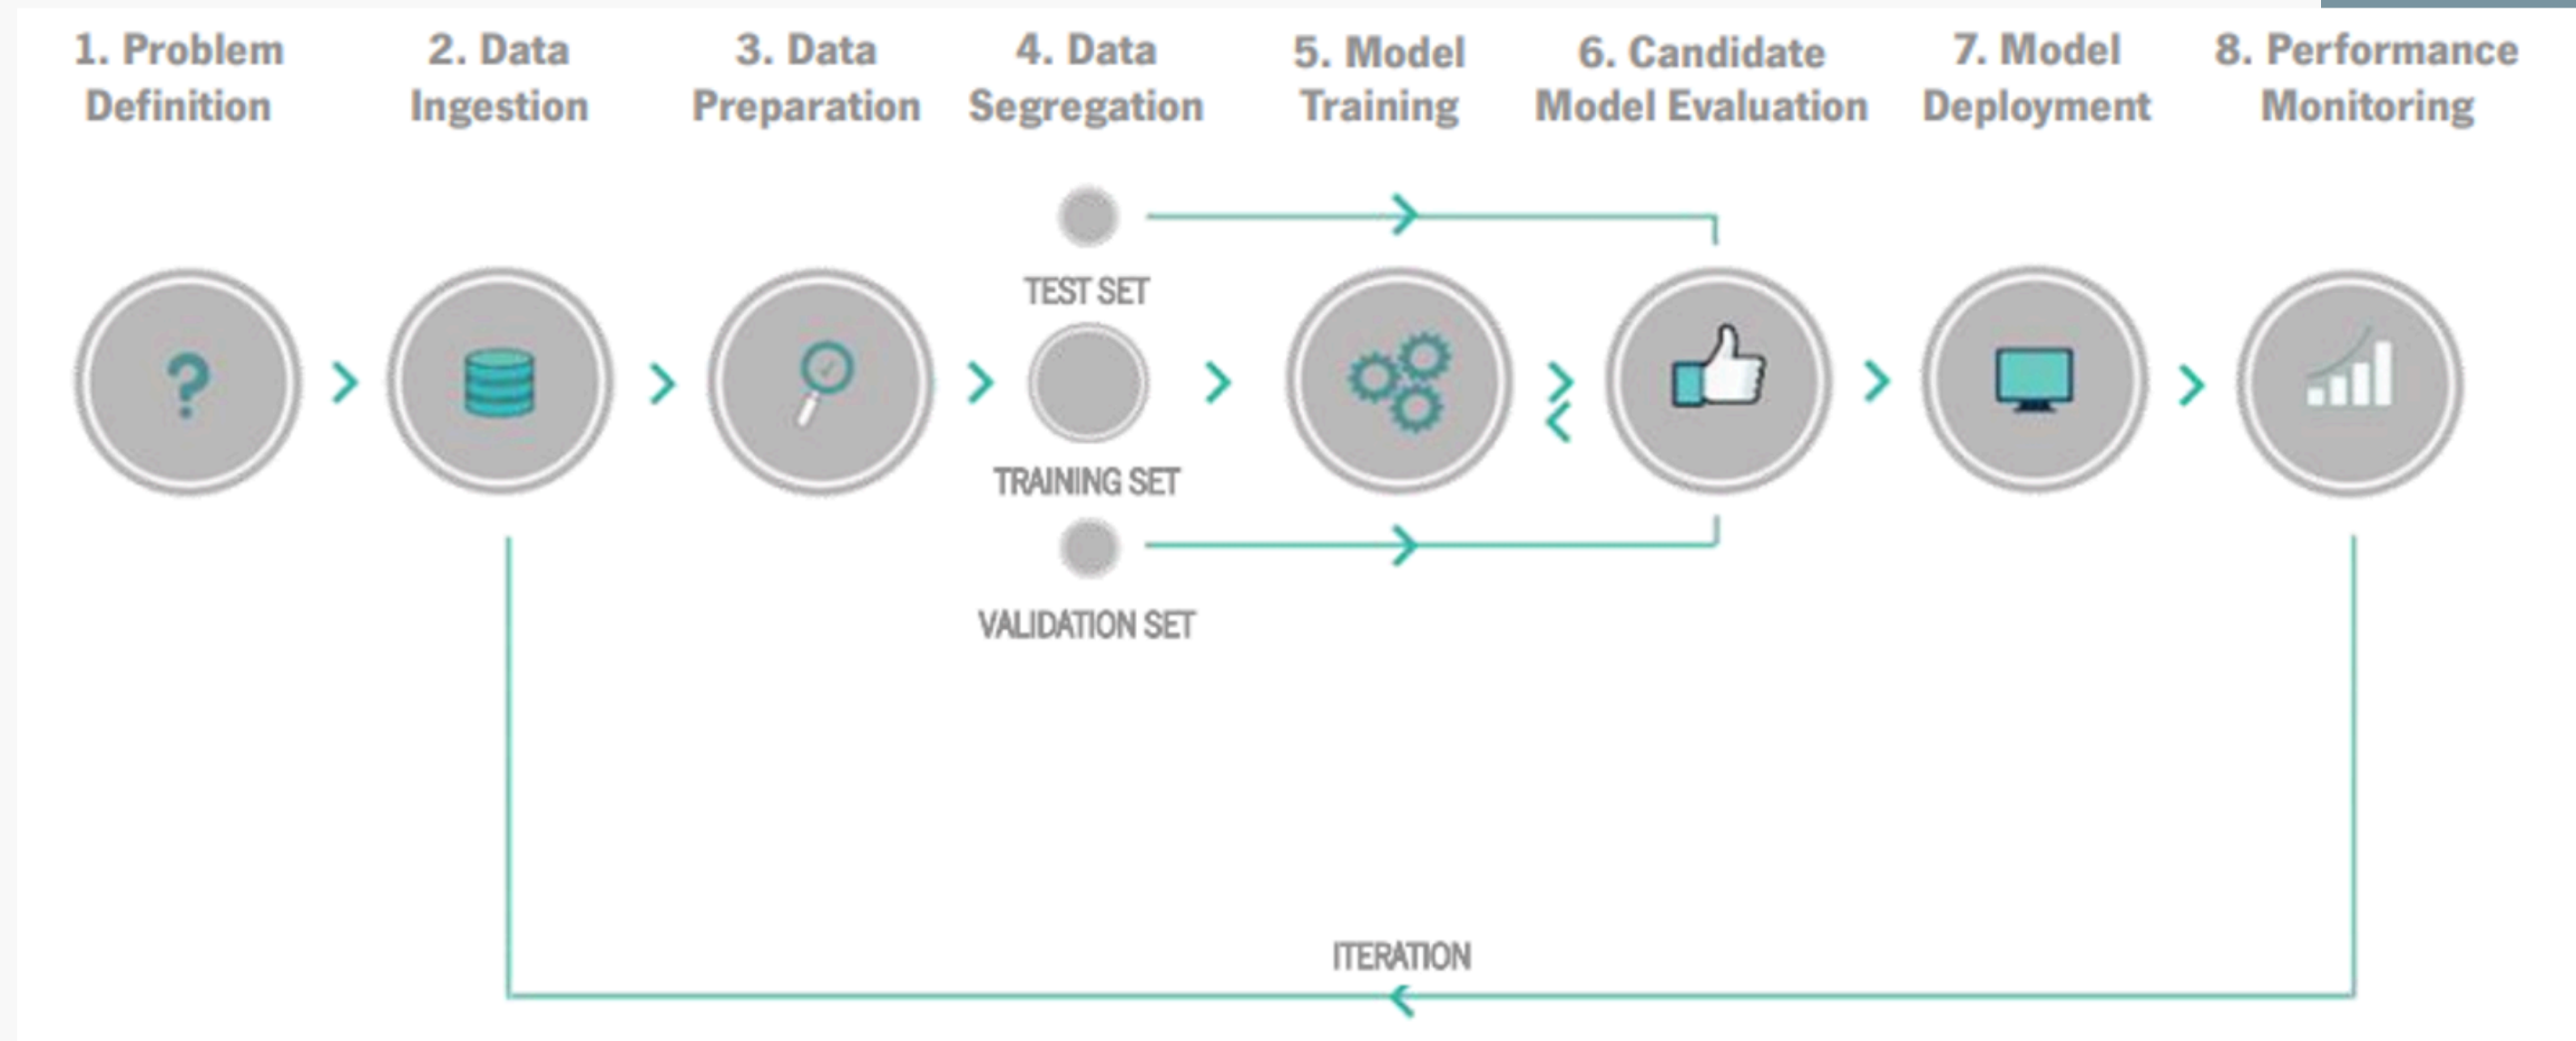 1. Problem
Definition
2. Data
Ingestion
3. Data
Preparation
4. Data
Segregation
5. Model
Training
6. Candidate
Model Evaluation
7. Model
Deployment
8. Performance
Monitoring
TEST SET
TRAINING SET
VALIDATION SET
ITERATION